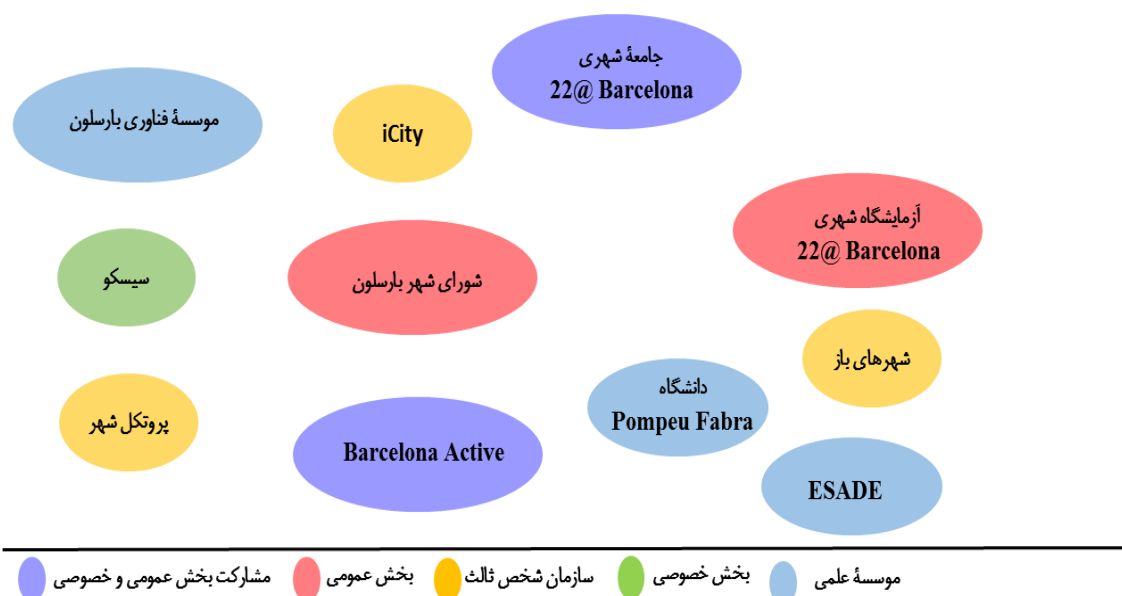 جامعهٔ شهری
22@ Barcelona
موسسهٔ فناوری بارسلون
iCity
آزمایشگاه شهری
22@ Barcelona
سیسکو
شورای شهر بارسلون
شهرهای باز
دانشگاه
Pompeu Fabra
پروتکل شهر
Barcelona Active
ESADE
مشارکت بخش عمومی و خصوصی
بخش عمومی
سازمان شخص ثالث
بخش خصوصی
موسسهٔ علمی